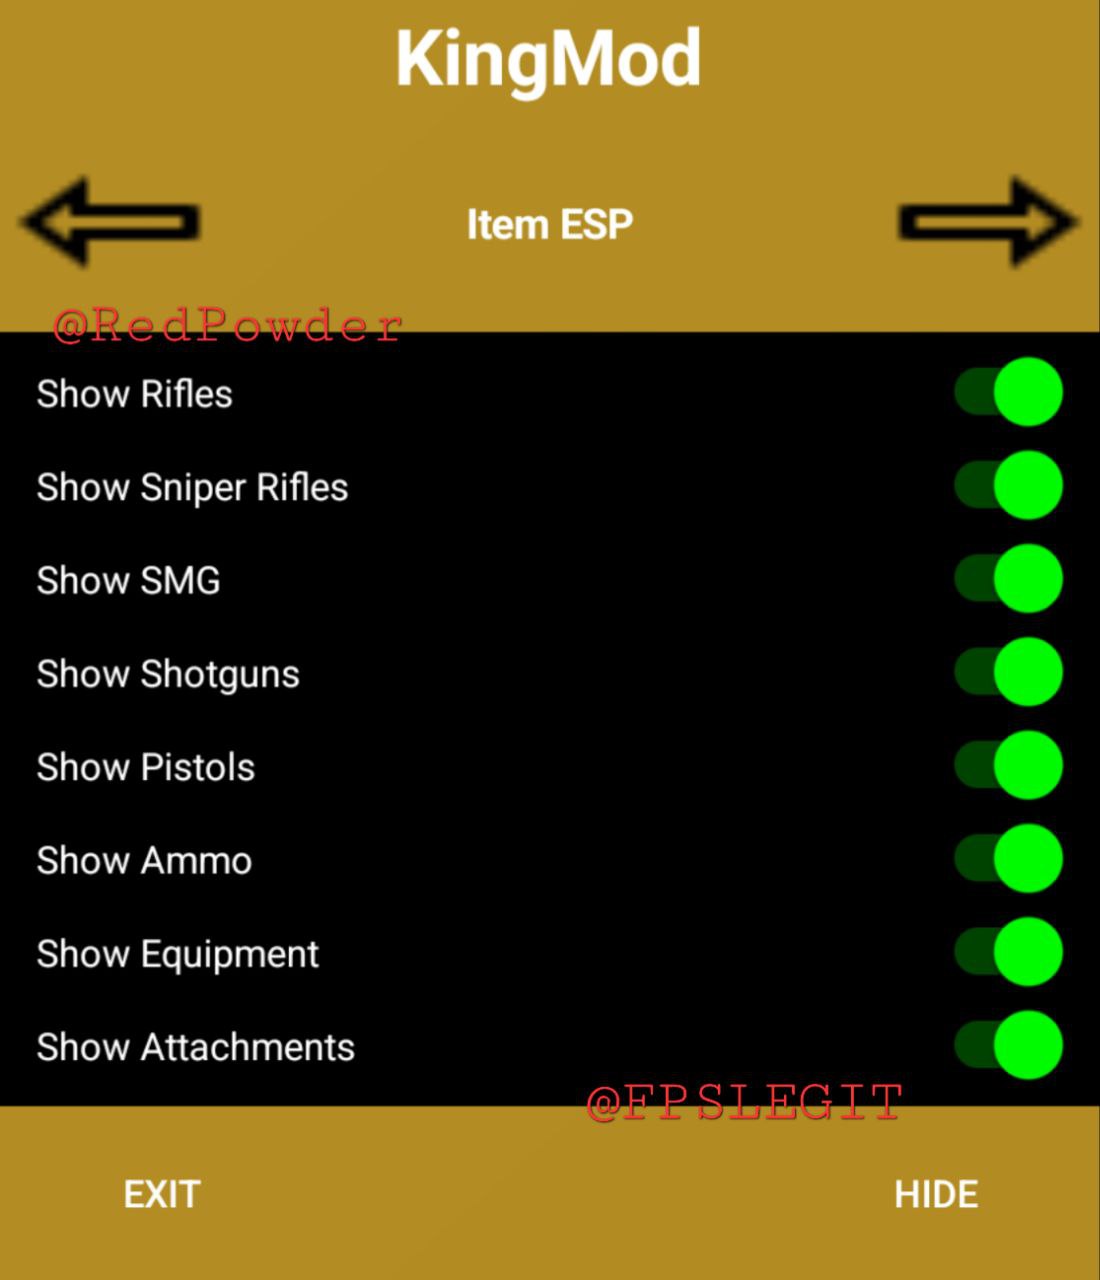 KingMod
Item ESP
@RedPowder
Show Rifles
Show Sniper Rifles
Show SMG
Show Shotguns
Show Pistols
Show Ammo
Show Equipment
Show Attachments
@FPSLEGIT
EXIT
HIDE